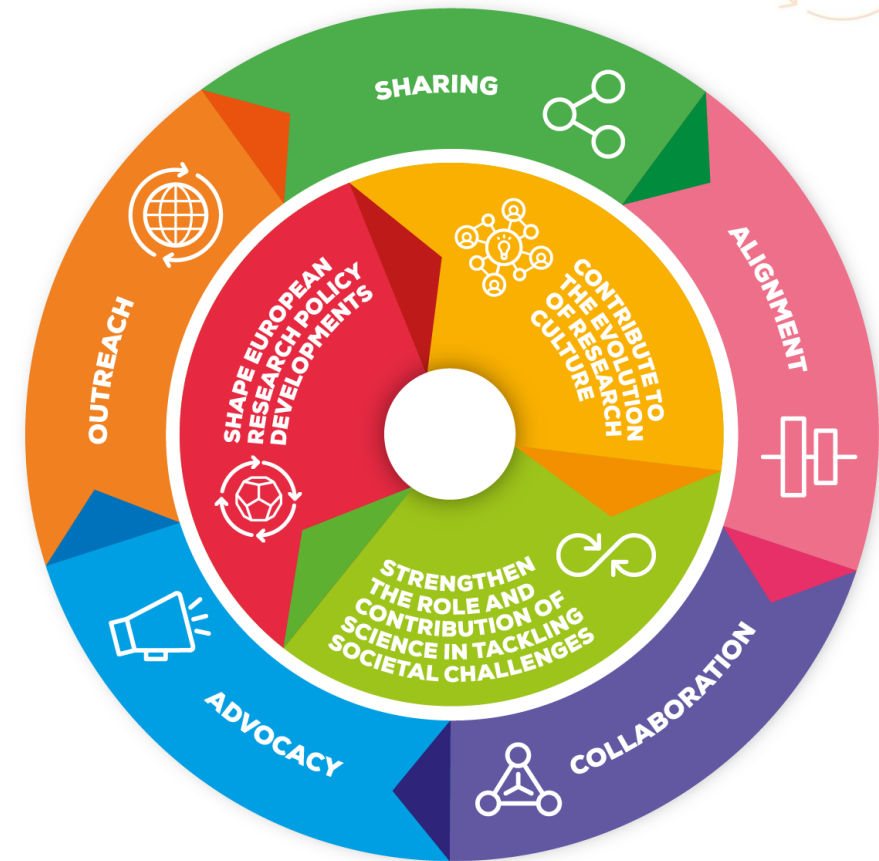 SHARING
ALIGNMENT
COLLABORATION
ADVOCACY
OUTREACH
SHAPE EUROPEAN
RESEARCH POLICY
DEVELOPMENTS
CONTRIBUTE TO
THE EVOLUTION
OF RESEARCH
CULTURE
STRENGTHEN
THE ROLE AND
CONTRIBUTION OF
SCIENCE IN TACKLING
SOCIETAL CHALLENGES